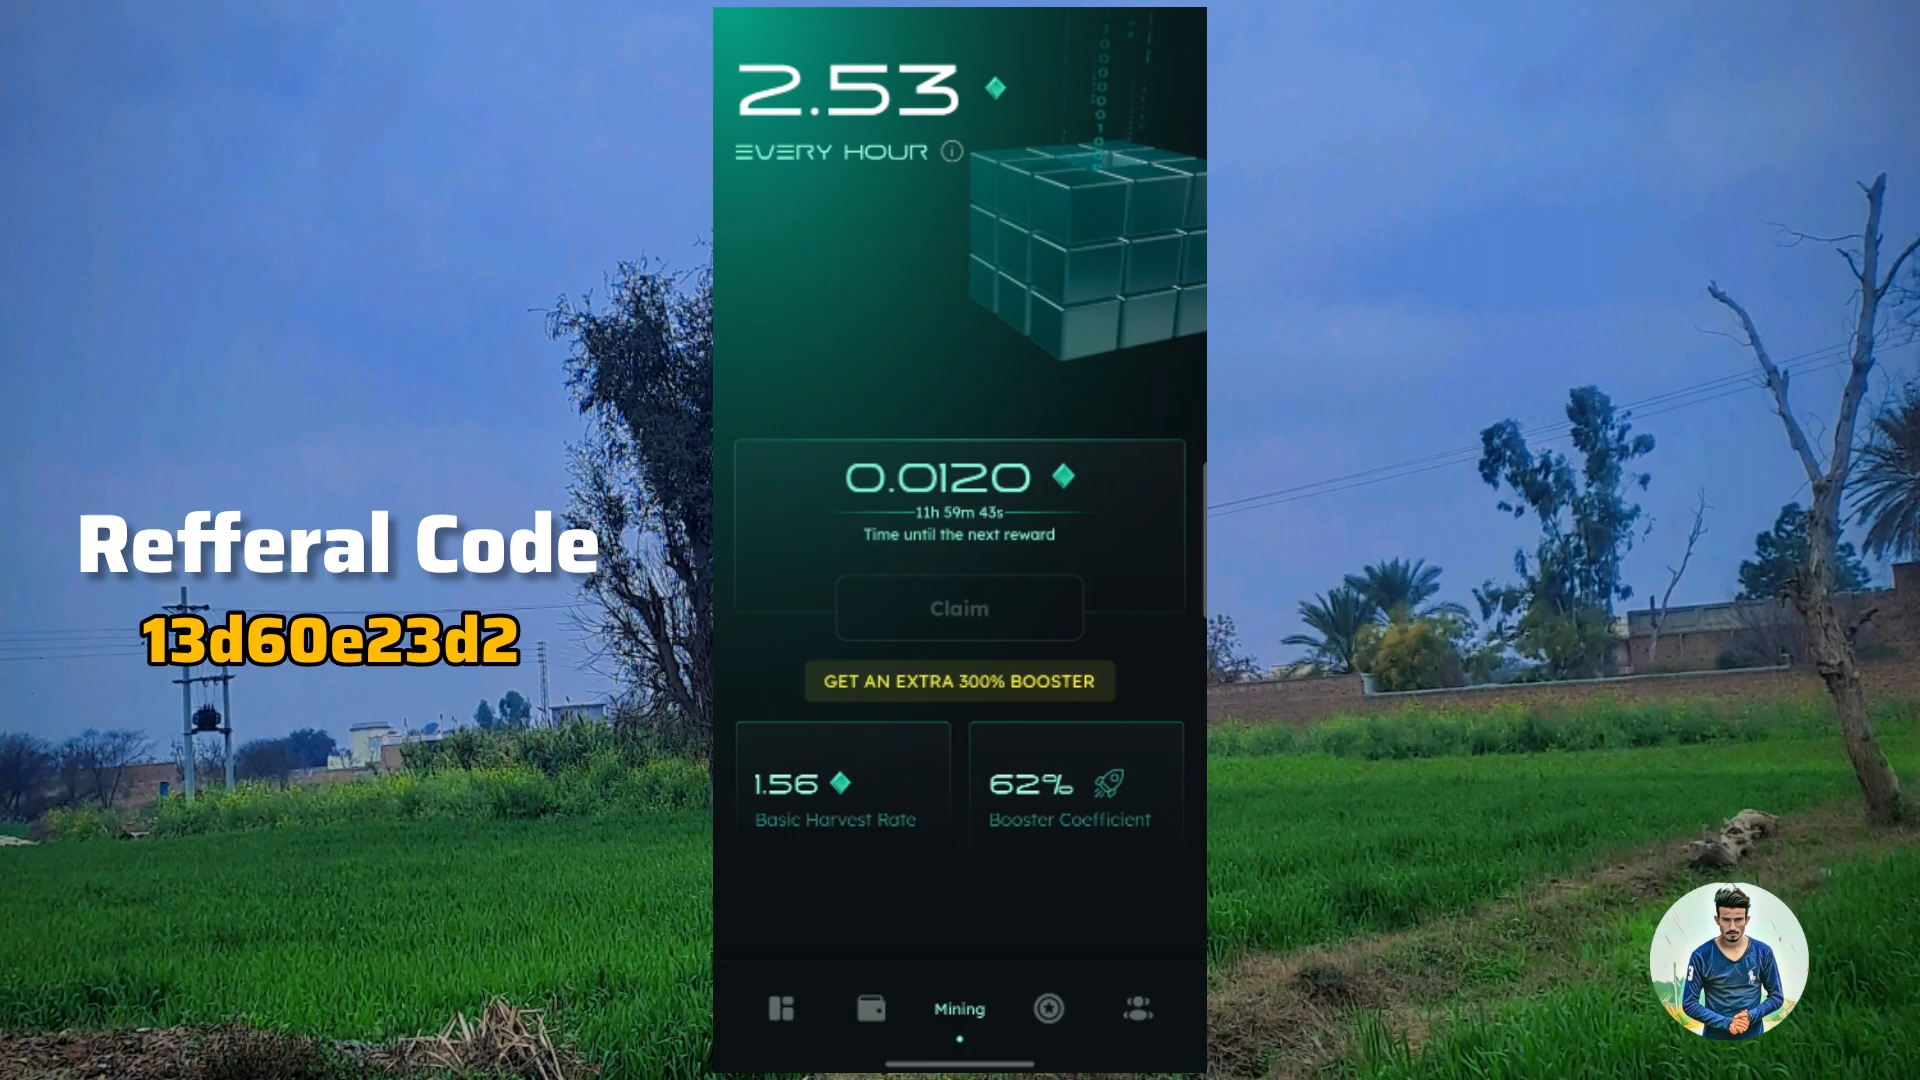 2.53
EVERY HOUR
0.0120
11h 59m 43s
Time until the next reward
Claim
GET AN EXTRA 300% BOOSTER
1.56
Basic Harvest Rate
62%
Booster Coefficient
Mining
Refferal Code
13d60e23d2